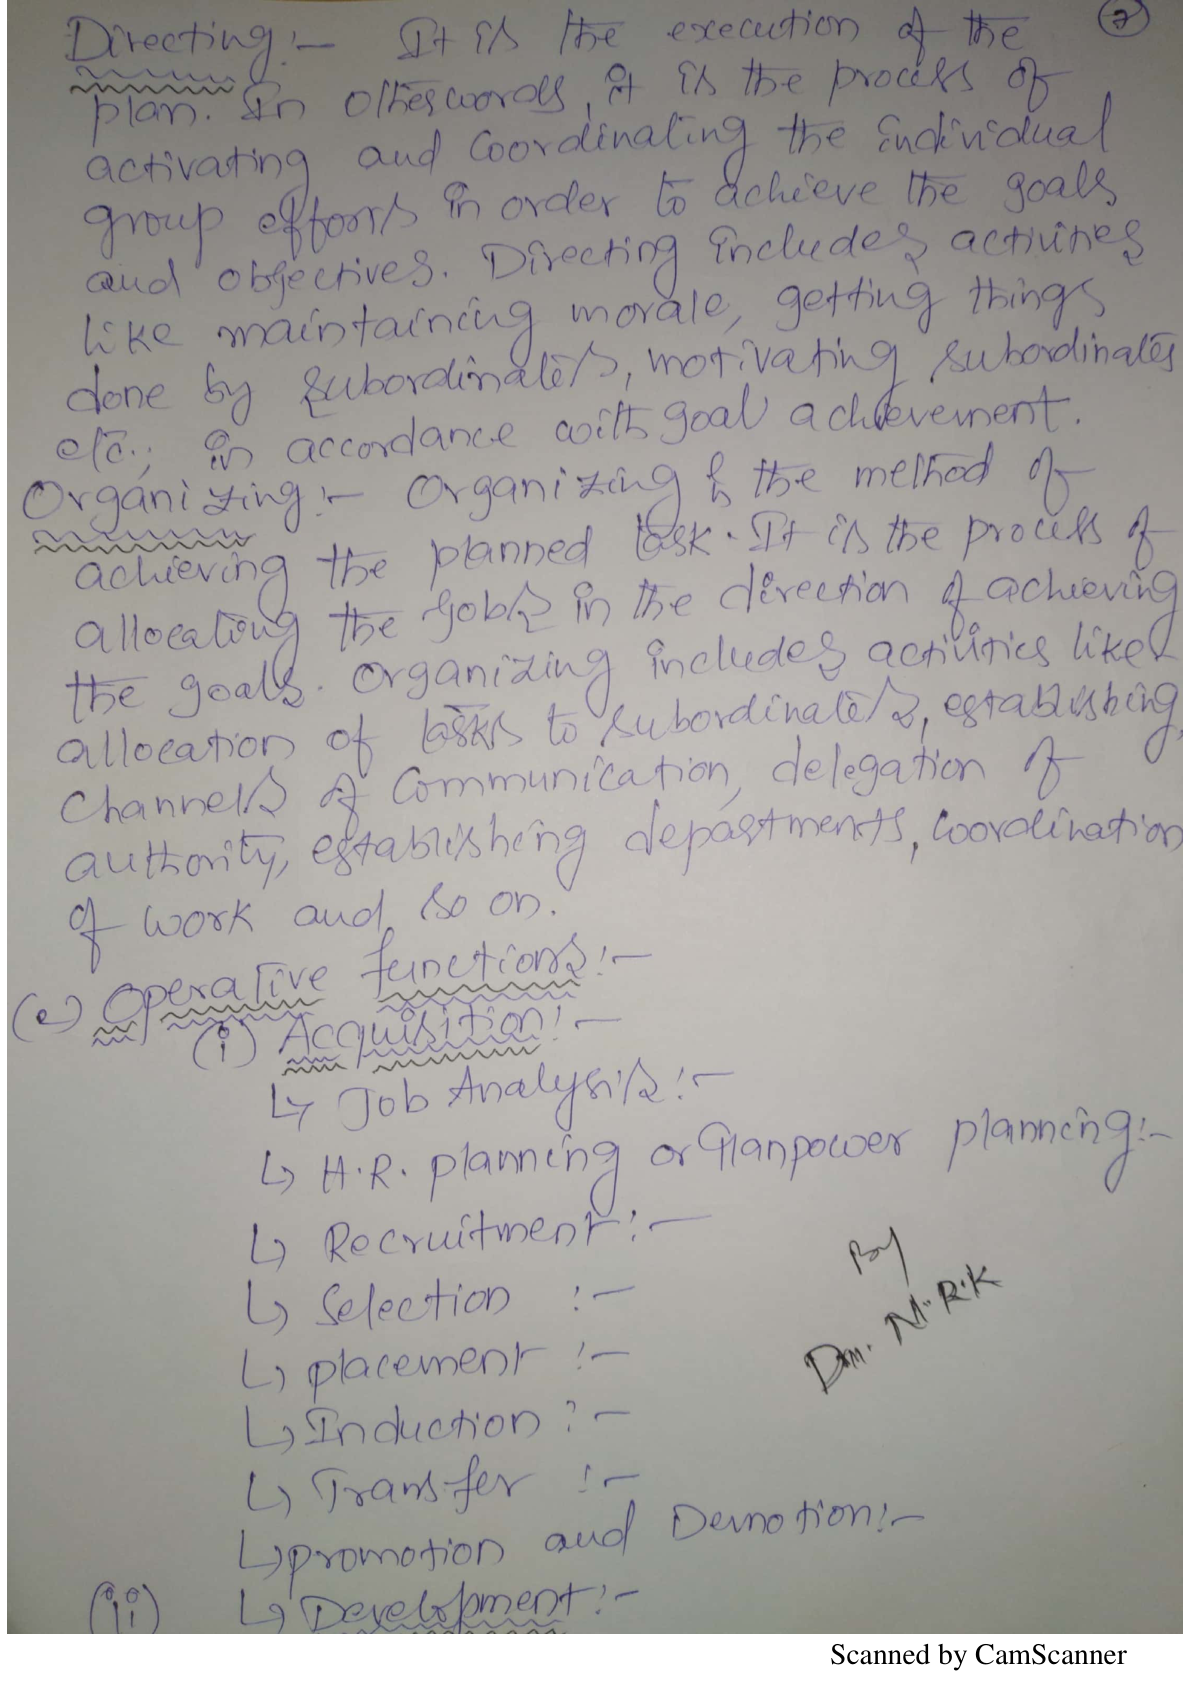 Directing:- It is the execution of the
plan. In otherwords, it is the process of
activating and coordinating the individual
group efforts in order to achieve the goals
and objectives. Directing includes activities
like maintaining morale, getting things
done by subordinates, motivating subordinates
etc., in accordance with goal achievement.
Organizing:- Organizing is the method of
achieving the planned task. It is the process of
allocating the jobs in the direction of achieving
the goals. Organizing includes activities like
allocation of tasks to subordinates, establishing
channels of communication, delegation of
authority, establishing departments, coordination
of work and so on.
Operative functions:-
(i) Acquisition:-
↳ Job Analysis:-
↳ H.R. planning or Manpower planning:-
↳ Recruitment:-
↳ Selection :-
↳ placement :-
↳ Induction :-
↳ Transfer :-
↳ promotion and Demotion:-
(ii) ↳ Development:-
By
M.R.K
Scanned by CamScanner